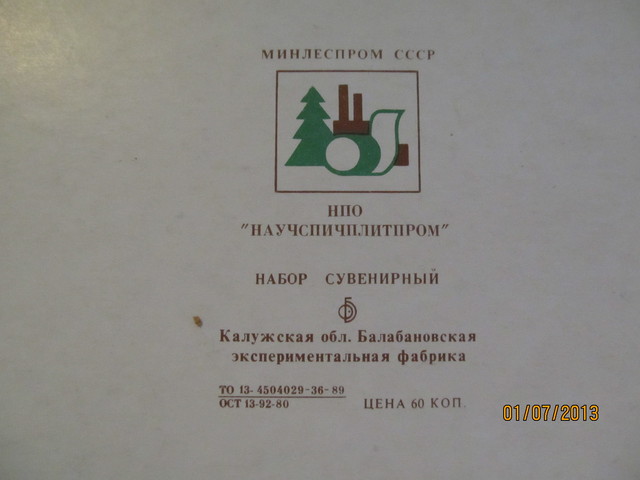 МИНЛЕСПРОМ СССР
НПО
"НАУЧСПИЧПЛИТПРОМ"
НАБОР СУВЕНИРНЫЙ
Калужская обл. Балабановская
экспериментальная фабрика
ТО 13- 4504029-36-89
ОСТ 13-92-80
ЦЕНА 60 КОП.
01/07/2013